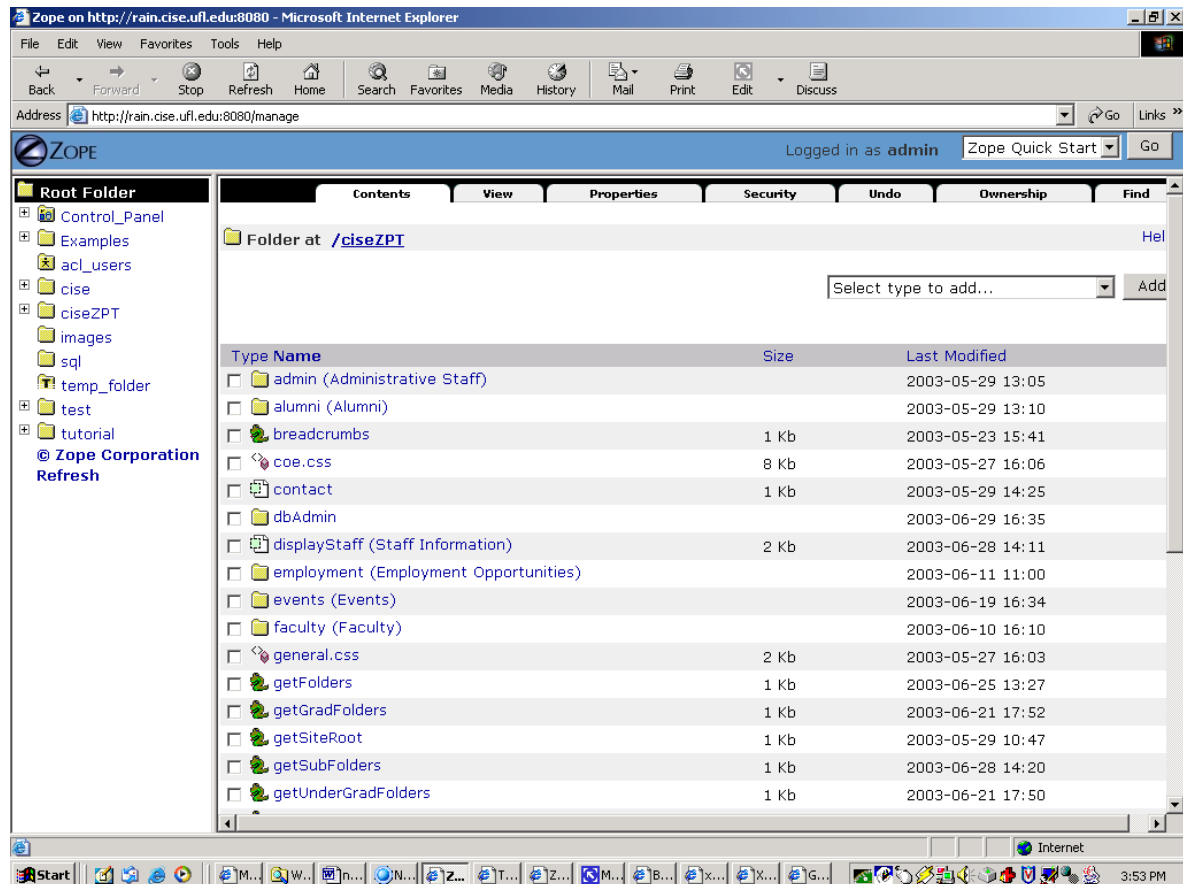 Zope on http://rain.cise.ufl.edu:8080 - Microsoft Internet Explorer
File Edit View Favorites Tools Help
Back Forward Stop Refresh Home Search Favorites Media History Mail Print Edit Discuss
Address http://rain.cise.ufl.edu:8080/manage Go Links »
ZOPE Logged in as admin Zope Quick Start Go
Root Folder
Control_Panel
Examples
acl_users
cise
ciseZPT
images
sql
temp_folder
test
tutorial
© Zope Corporation
Refresh
Contents View Properties Security Undo Ownership Find
Folder at /ciseZPT Hel
Select type to add... Add
Type Name Size Last Modified
admin (Administrative Staff) 2003-05-29 13:05
alumni (Alumni) 2003-05-29 13:10
breadcrumbs 1 Kb 2003-05-23 15:41
coe.css 8 Kb 2003-05-27 16:06
contact 1 Kb 2003-05-29 14:25
dbAdmin 2003-06-29 16:35
displayStaff (Staff Information) 2 Kb 2003-06-28 14:11
employment (Employment Opportunities) 2003-06-11 11:00
events (Events) 2003-06-19 16:34
faculty (Faculty) 2003-06-10 16:10
general.css 2 Kb 2003-05-27 16:03
getFolders 1 Kb 2003-06-25 13:27
getGradFolders 1 Kb 2003-06-21 17:52
getSiteRoot 1 Kb 2003-05-29 10:47
getSubFolders 1 Kb 2003-06-28 14:20
getUnderGradFolders 1 Kb 2003-06-21 17:50
Internet
Start M... W... n... N... Z... T... Z... M... B... x... X... G... 3:53 PM